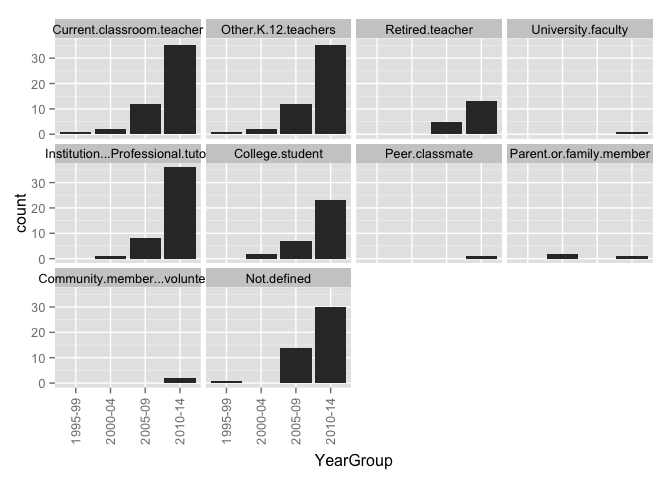 Current.classroom.teacher Other.K.12.teachers Retired.teacher University.faculty
30
20
10
0
Institution...Professional.tuto College.student Peer.classmate Parent.or.family.member
30
20
10
0
Community.member...volunte Not.defined
30
20
10
0
count
1995-99 2000-04 2005-09 2010-14 1995-99 2000-04 2005-09 2010-14
YearGroup